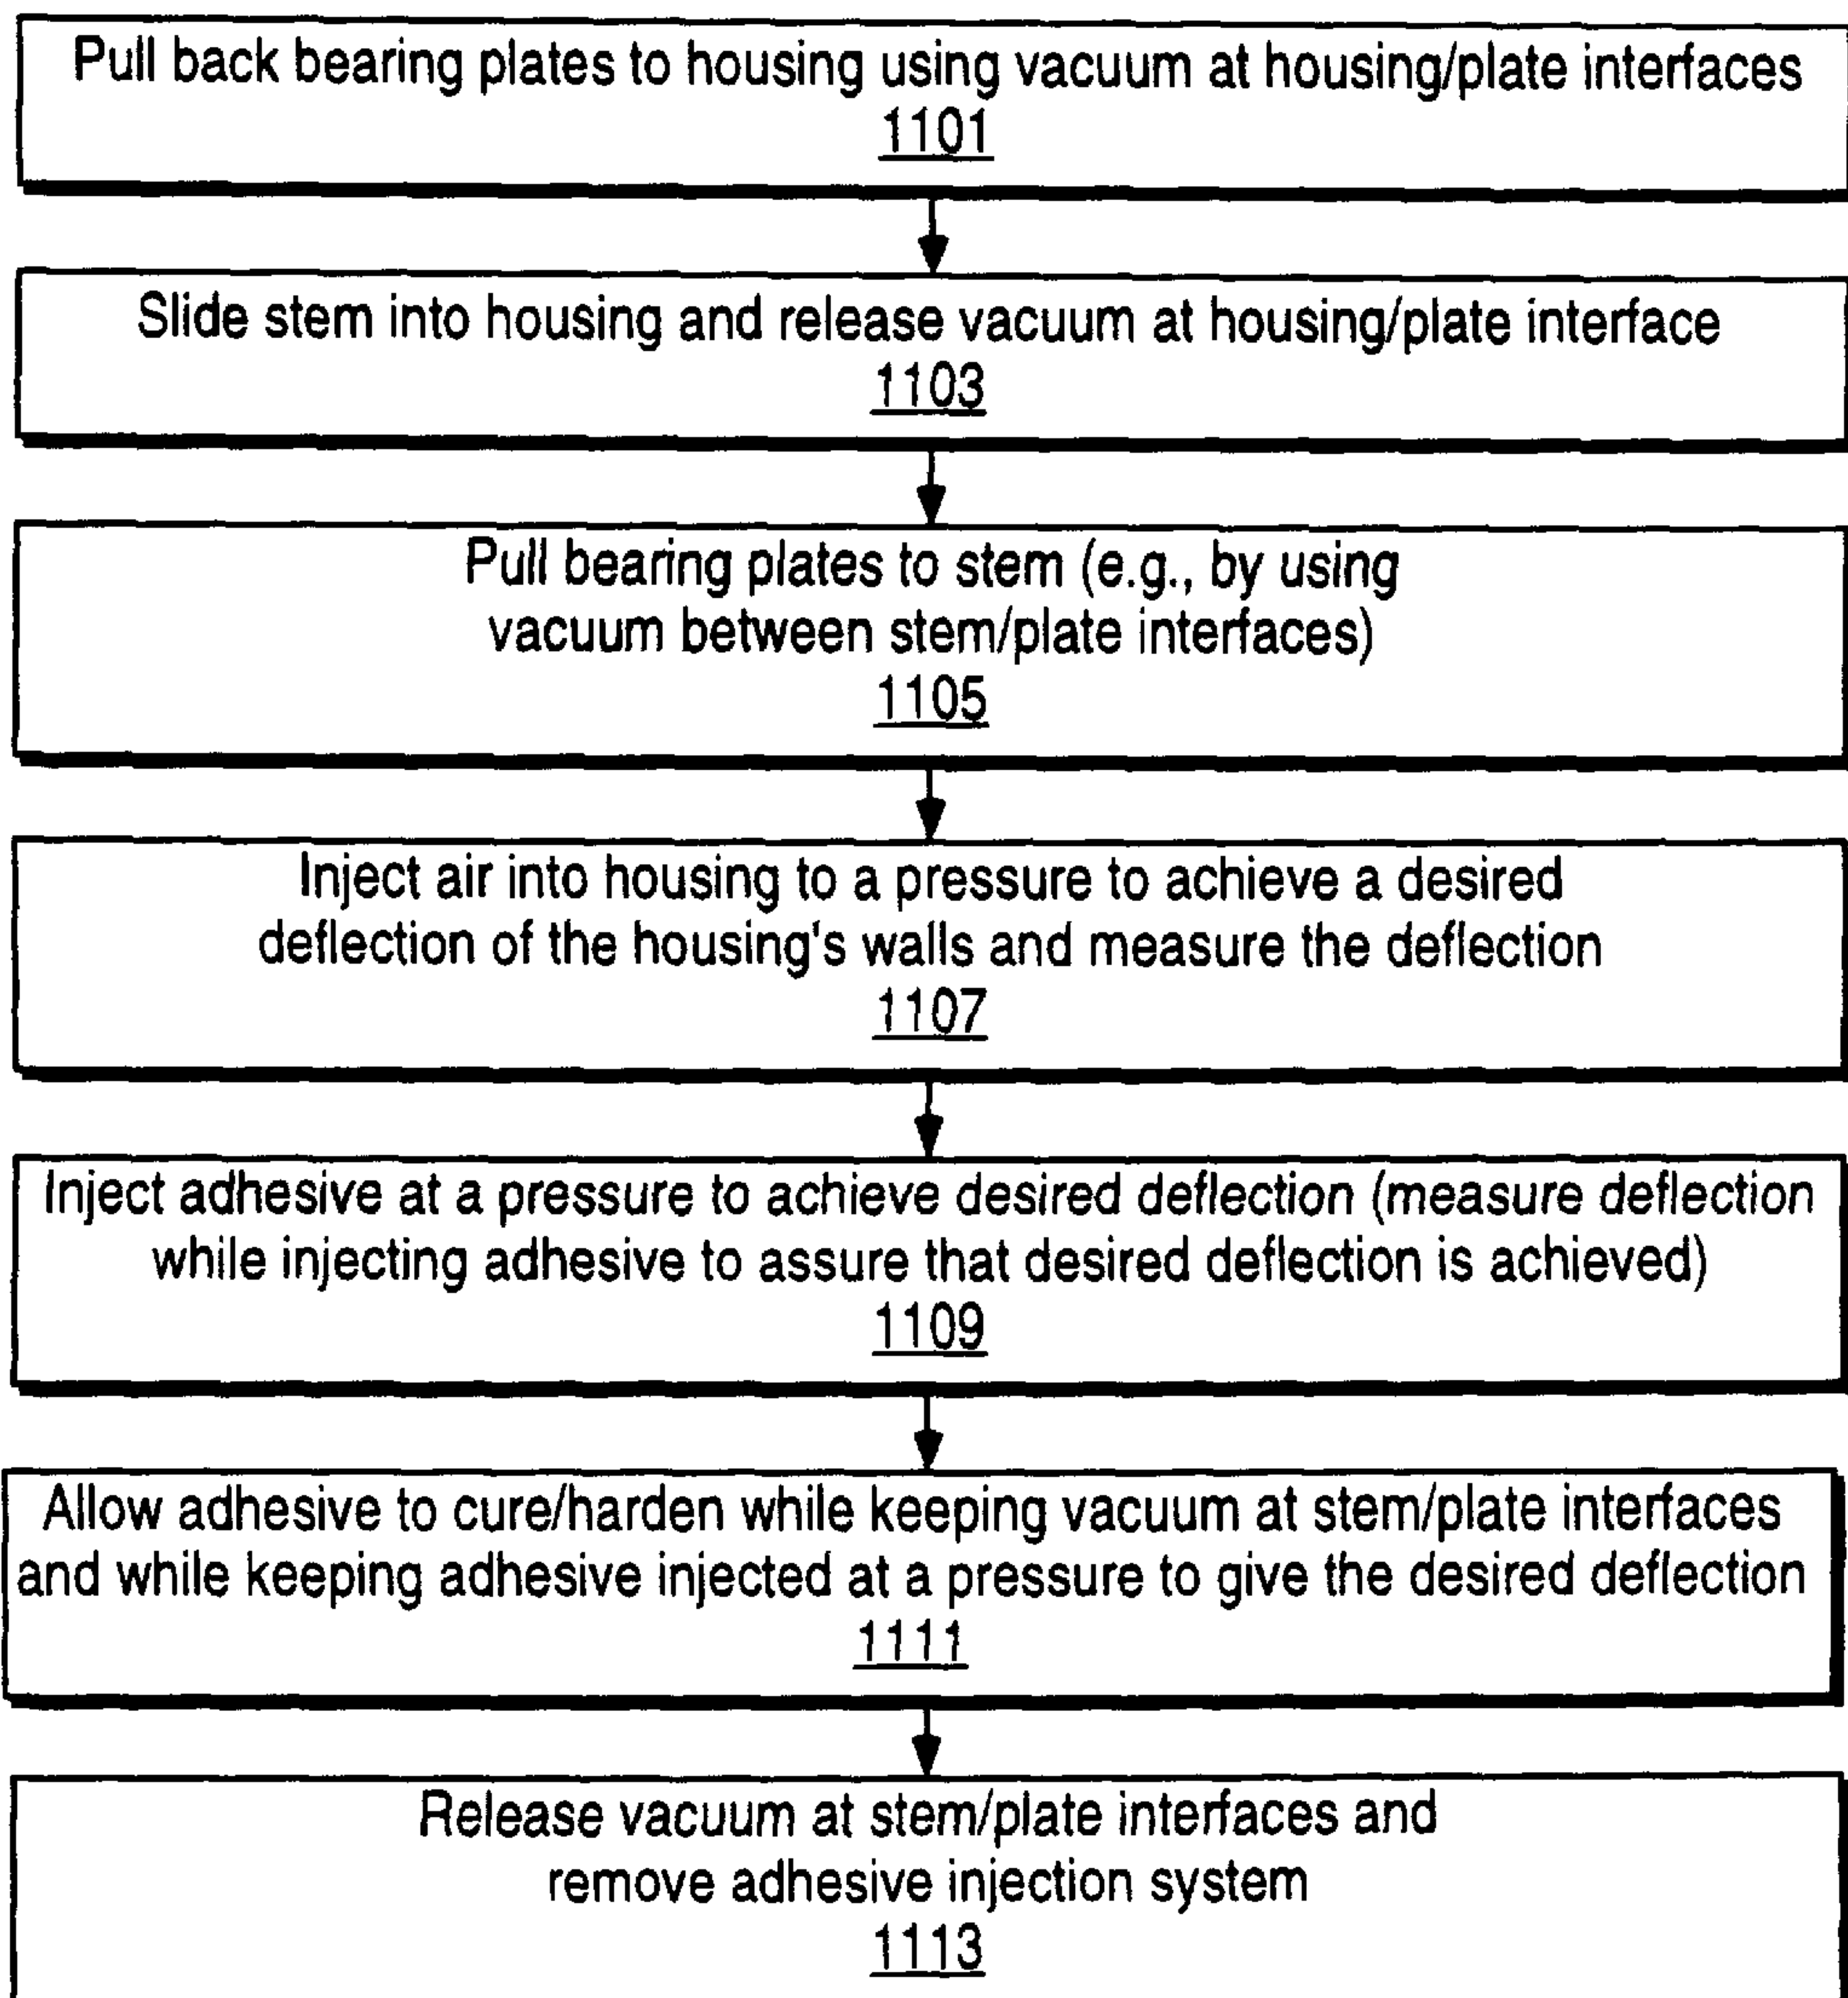 Pull back bearing plates to housing using vacuum at housing/plate interfaces
1101
Slide stem into housing and release vacuum at housing/plate interface
1103
Pull bearing plates to stem (e.g., by using
vacuum between stem/plate interfaces)
1105
Inject air into housing to a pressure to achieve a desired
deflection of the housing's walls and measure the deflection
1107
Inject adhesive at a pressure to achieve desired deflection (measure deflection
while injecting adhesive to assure that desired deflection is achieved)
1109
Allow adhesive to cure/harden while keeping vacuum at stem/plate interfaces
and while keeping adhesive injected at a pressure to give the desired deflection
1111
Release vacuum at stem/plate interfaces and
remove adhesive injection system
1113